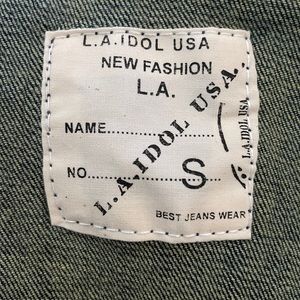 L.A.IDOL USA
NEW FASHION
L.A.
NAME....................
NO................S
L.A.IDOL USA.
L.A.IDOL USA
BEST JEANS WEAR